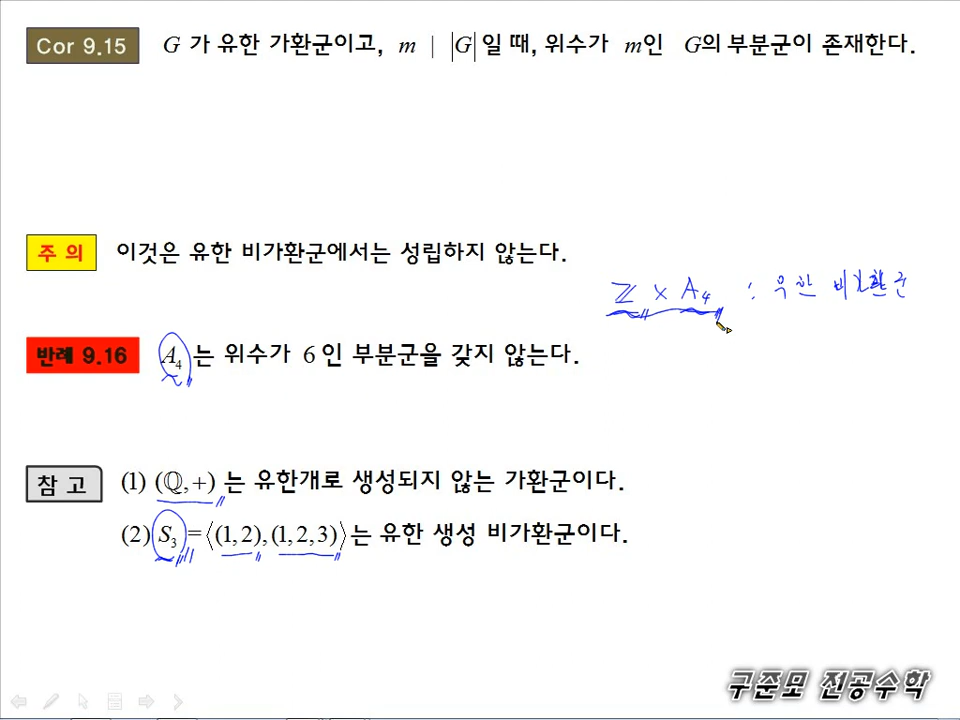 Cor 9.15 G 가 유한 가환군이고, m | |G| 일 때, 위수가 m인 G의 부분군이 존재한다.
주 의 이것은 유한 비가환군에서는 성립하지 않는다.
ℤ × A₄ : 무한 비가환군
반례 9.16 A₄ 는 위수가 6인 부분군을 갖지 않는다.
참 고 (1) (ℚ,+) 는 유한개로 생성되지 않는 가환군이다.
(2) S₃ = ⟨(1,2),(1,2,3)⟩ 는 유한 생성 비가환군이다.
구준모 전공수학